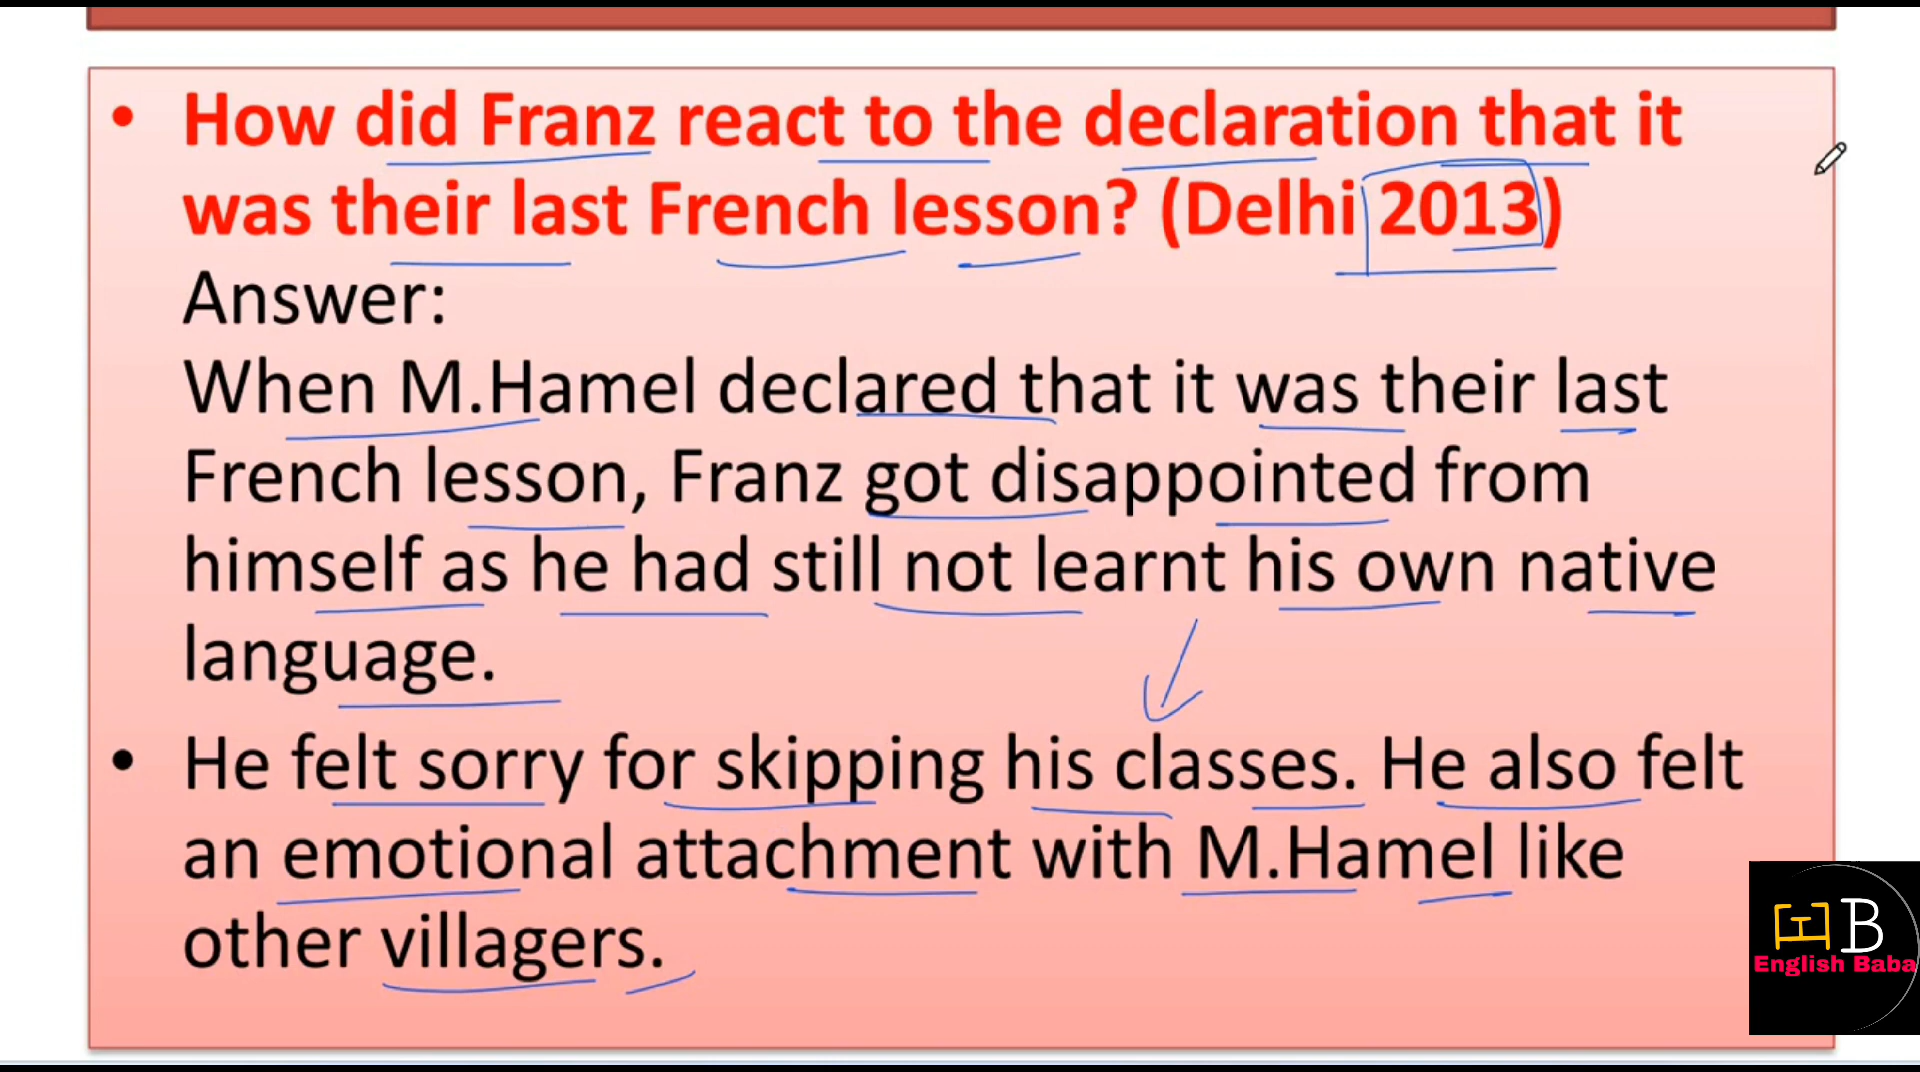 • How did Franz react to the declaration that it
was their last French lesson? (Delhi 2013)
Answer:
When M.Hamel declared that it was their last
French lesson, Franz got disappointed from
himself as he had still not learnt his own native
language.
• He felt sorry for skipping his classes. He also felt
an emotional attachment with M.Hamel like
other villagers.
EB
English Baba